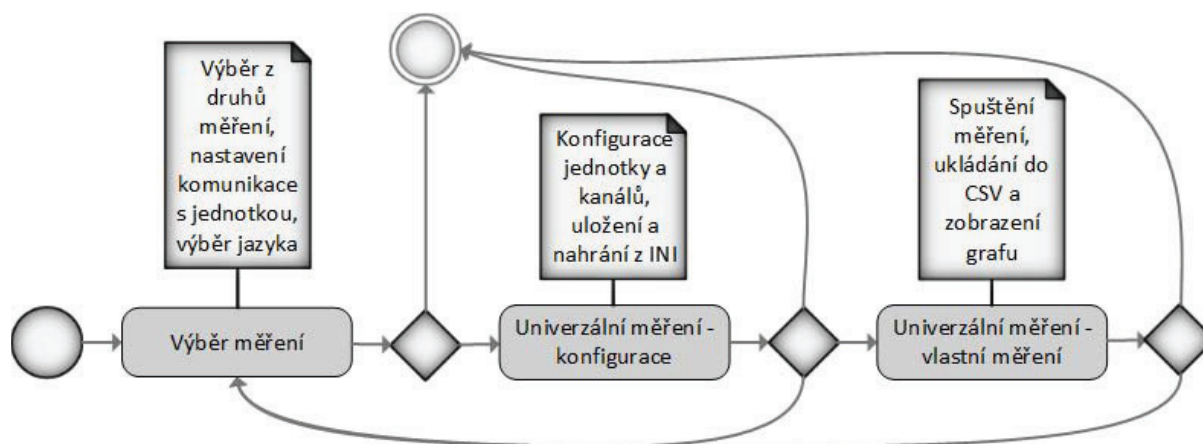 Výběr z
druhů
měření,
nastavení
komunikace
s jednotkou,
výběr jazyka
Konfigurace
jednotky a
kanálů,
uložení a
nahrání z INI
Spuštění
měření,
ukládání do
CSV a
zobrazení
grafu
Výběr měření
Univerzální měření -
konfigurace
Univerzální měření -
vlastní měření